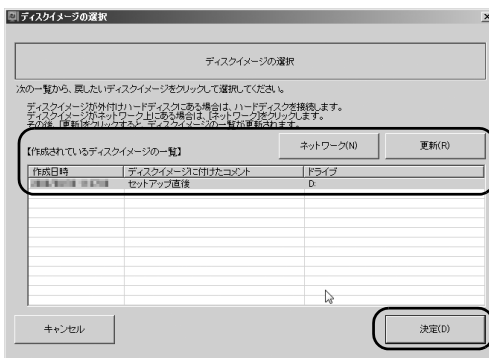 ディスクイメージの選択
ディスクイメージの選択
次の一覧から、戻したいディスクイメージをクリックして選択してください。
ディスクイメージが外付けハードディスクにある場合は、ハードディスクを接続します。
ディスクイメージがネットワーク上にある場合は、[ネットワーク]をクリックします。
その後、[更新]をクリックすると、ディスクイメージの一覧が更新されます。
【作成されているディスクイメージの一覧】 ネットワーク(N) 更新(R)
作成日時 ディスクイメージに付けたコメント ドライブ
セットアップ直後 D:
キャンセル 決定(D)